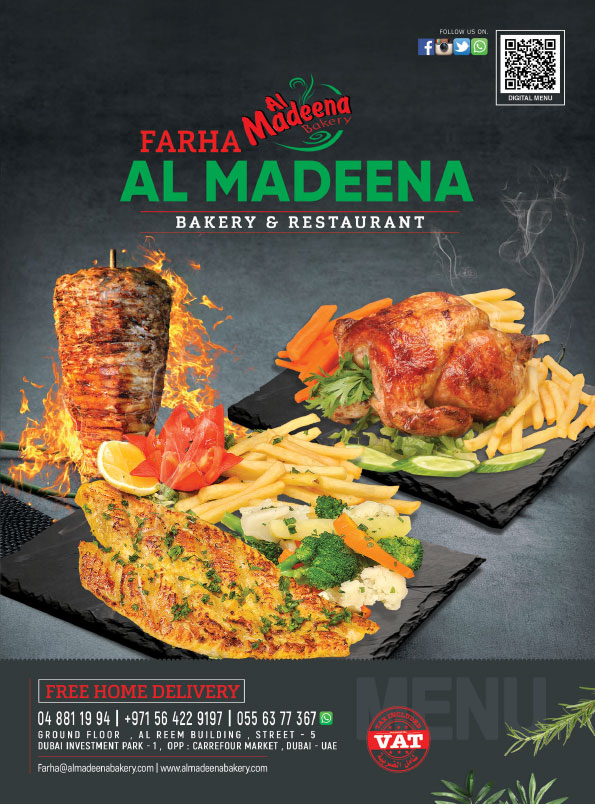 FOLLOW US ON.
DIGITAL MENU
Al
Madeena
Bakery
FARHA
AL MADEENA
BAKERY & RESTAURANT
FREE HOME DELIVERY
04 881 19 94 | +971 56 422 9197 | 055 63 77 367
GROUND FLOOR , AL REEM BUILDING , STREET - 5
DUBAI INVESTMENT PARK - 1 , OPP : CARREFOUR MARKET , DUBAI - UAE
Farha@almadeenabakery.com | www.almadeenabakery.com
MENU
VAT INCLUDED
VAT